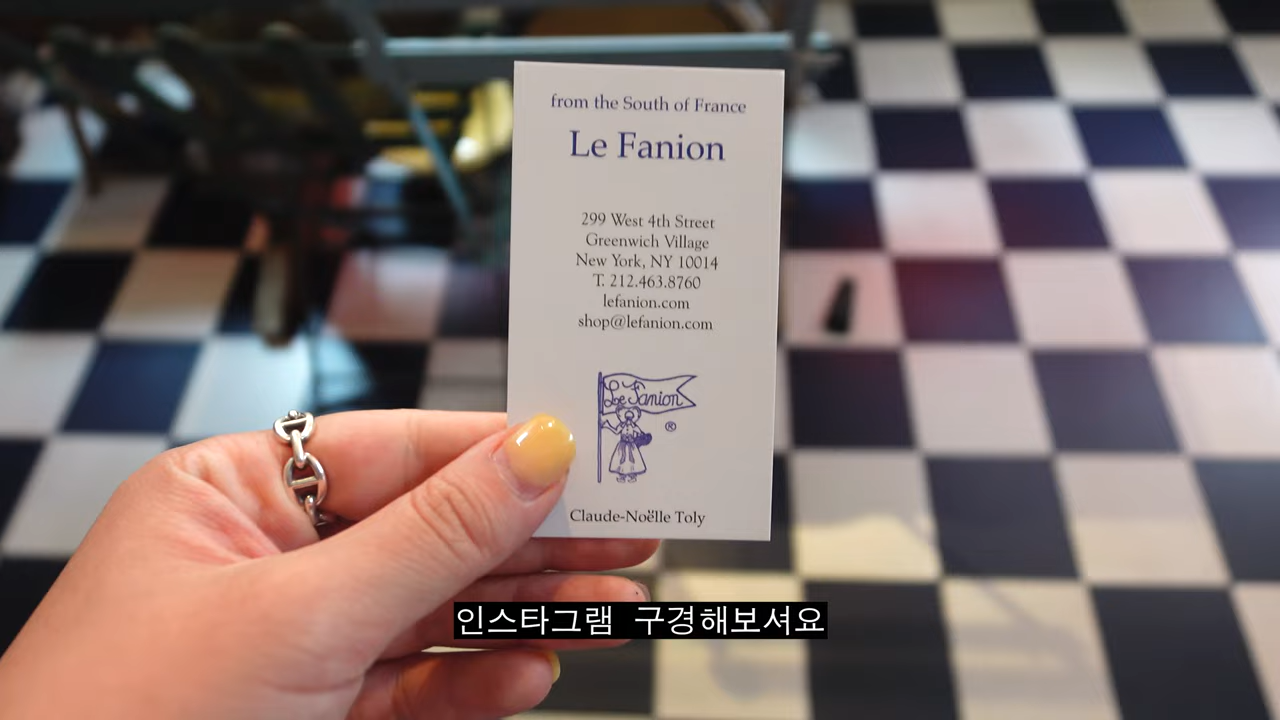 from the South of France
Le Fanion
299 West 4th Street
Greenwich Village
New York, NY 10014
T. 212.463.8760
lefanion.com
shop@lefanion.com
Le Fanion
®
Claude-Noëlle Toly
인스타그램 구경해보셔요